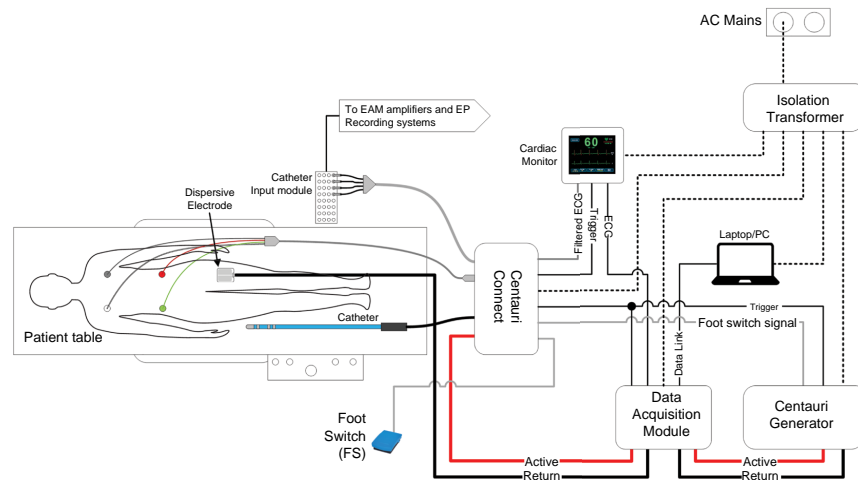 AC Mains
To EAM amplifiers and EP
Recording systems
Isolation
Transformer
60
Cardiac
Monitor
Catheter
Input module
Dispersive
Electrode
Filtered ECG
Trigger
ECG
Laptop/PC
Centauri
Connect
Trigger
Catheter
Foot switch signal
Patient table
Data Link
Data
Acquisition
Module
Centauri
Generator
Foot
Switch
(FS)
Active
Return
Active
Return